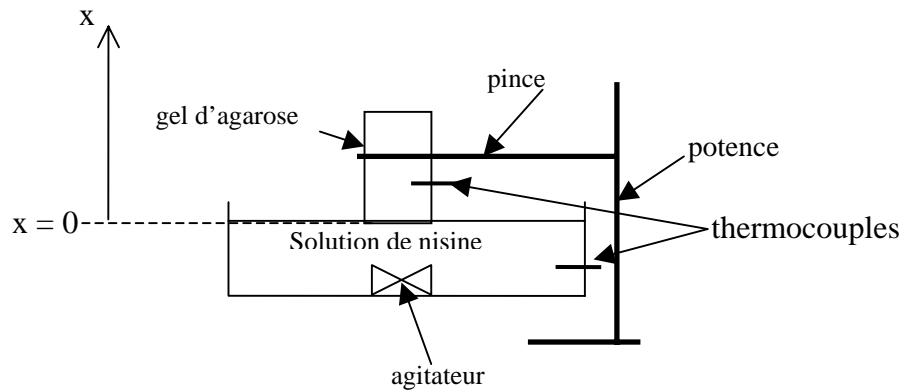 x
pince
gel d’agarose
potence
x = 0
thermocouples
Solution de nisine
agitateur